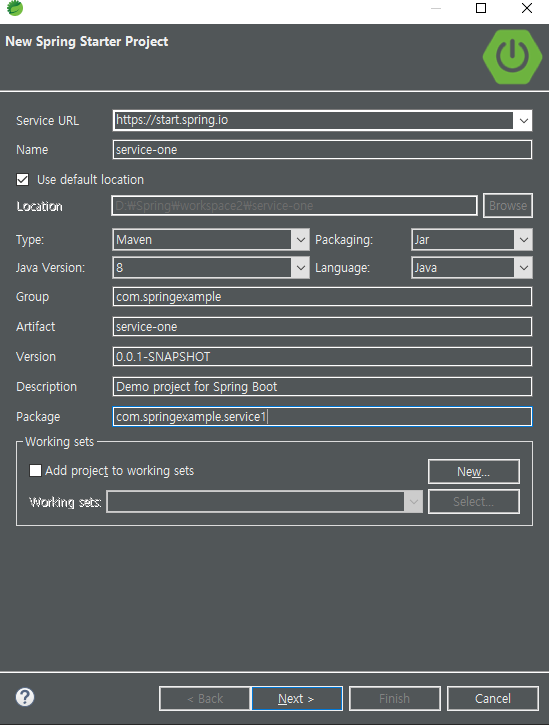 New Spring Starter Project
Service URL https://start.spring.io
Name service-one
Use default location
Location D:₩Spring₩workspace2₩service-one Browse
Type: Maven Packaging: Jar
Java Version: 8 Language: Java
Group com.springexample
Artifact service-one
Version 0.0.1-SNAPSHOT
Description Demo project for Spring Boot
Package com.springexample.service1
Working sets
Add project to working sets New...
Working sets: Select...
? < Back Next > Finish Cancel